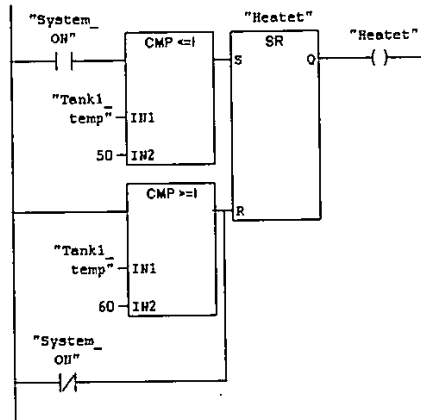 "System_
ON"
CMP <=I
"Heatet"
SR
"Heatet"
S
Q
( )
"Tank1_
temp"
IN1
50
IN2
CMP >=I
R
"Tank1_
temp"
IN1
60
IN2
"System_
ON"